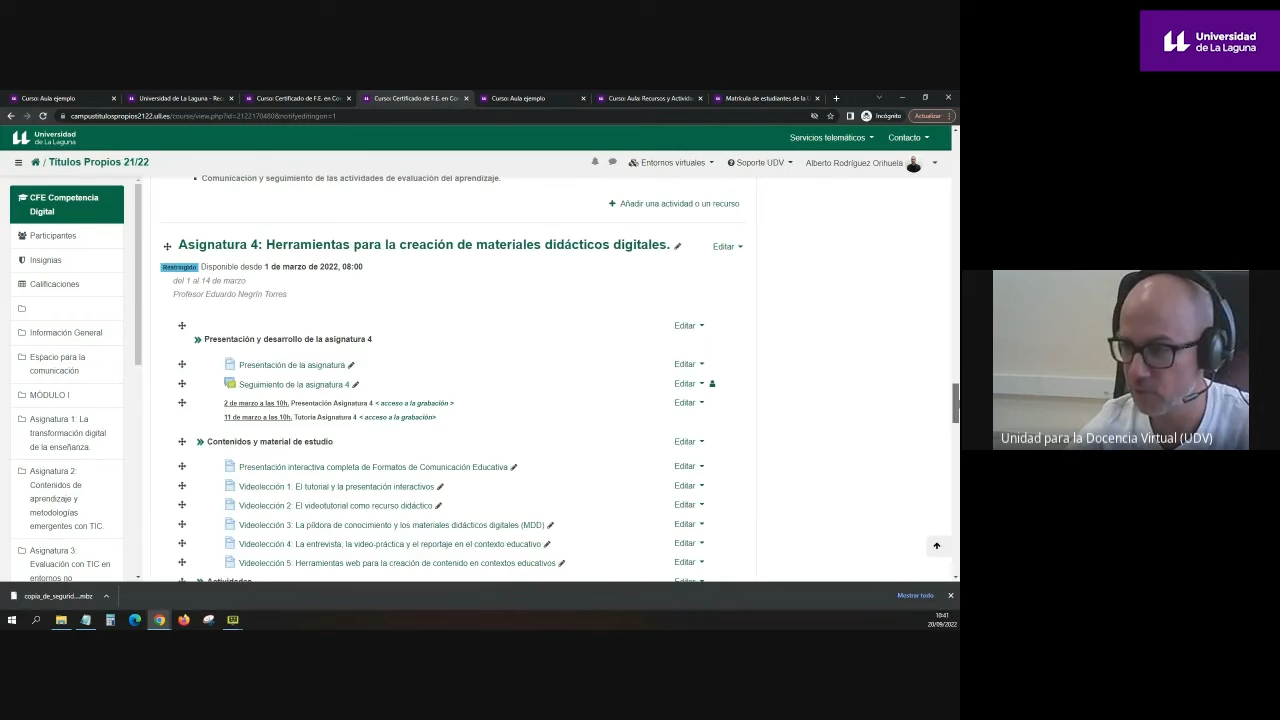 Universidad
de La Laguna
Curso: Aula ejemplo
Universidad de La Laguna - Rec
Curso: Certificado de F.E. en Co
Curso: Certificado de F.E. en Co
Curso: Aula ejemplo
Curso: Aula: Recursos y Activida
Matrícula de estudiantes de la U
campustitulospropios2122.ull.es/course/view.php?id=2122170480&notifyeditingon=1
Incógnito
Actualizar
Universidad
de La Laguna
Servicios telemáticos
Contacto
/ Títulos Propios 21/22
Entornos virtuales
Soporte UDV
Alberto Rodríguez Orihuela
CFE Competencia
Digital
Participantes
Insignias
Calificaciones
Información General
Espacio para la
comunicación
MÓDULO I
Asignatura 1: La
transformación digital
de la enseñanza.
Asignatura 2:
Contenidos de
aprendizaje y
metodologías
emergentes con TIC.
Asignatura 3:
Evaluación con TIC en
entornos no
Comunicación y seguimiento de las actividades de evaluación del aprendizaje.
Añadir una actividad o un recurso
Asignatura 4: Herramientas para la creación de materiales didácticos digitales.
Editar
Restringido Disponible desde 1 de marzo de 2022, 08:00
del 1 al 14 de marzo
Profesor Eduardo Negrín Torres
Editar
Presentación y desarrollo de la asignatura 4
Presentación de la asignatura
Editar
Seguimiento de la asignatura 4
Editar
2 de marzo a las 10h. Presentación Asignatura 4 < acceso a la grabación >
Editar
11 de marzo a las 10h. Tutoría Asignatura 4 < acceso a la grabación>
Contenidos y material de estudio
Editar
Presentación interactiva completa de Formatos de Comunicación Educativa
Editar
Videolección 1: El tutorial y la presentación interactivos
Editar
Videolección 2: El videotutorial como recurso didáctico
Editar
Videolección 3: La píldora de conocimiento y los materiales didácticos digitales (MDD)
Editar
Videolección 4: La entrevista, la video-práctica y el reportaje en el contexto educativo
Editar
Videolección 5: Herramientas web para la creación de contenido en contextos educativos
Editar
Actividades
Editar
copia_de_segurid....mbz
Mostrar todo
10:41
20/09/2022
Unidad para la Docencia Virtual (UDV)